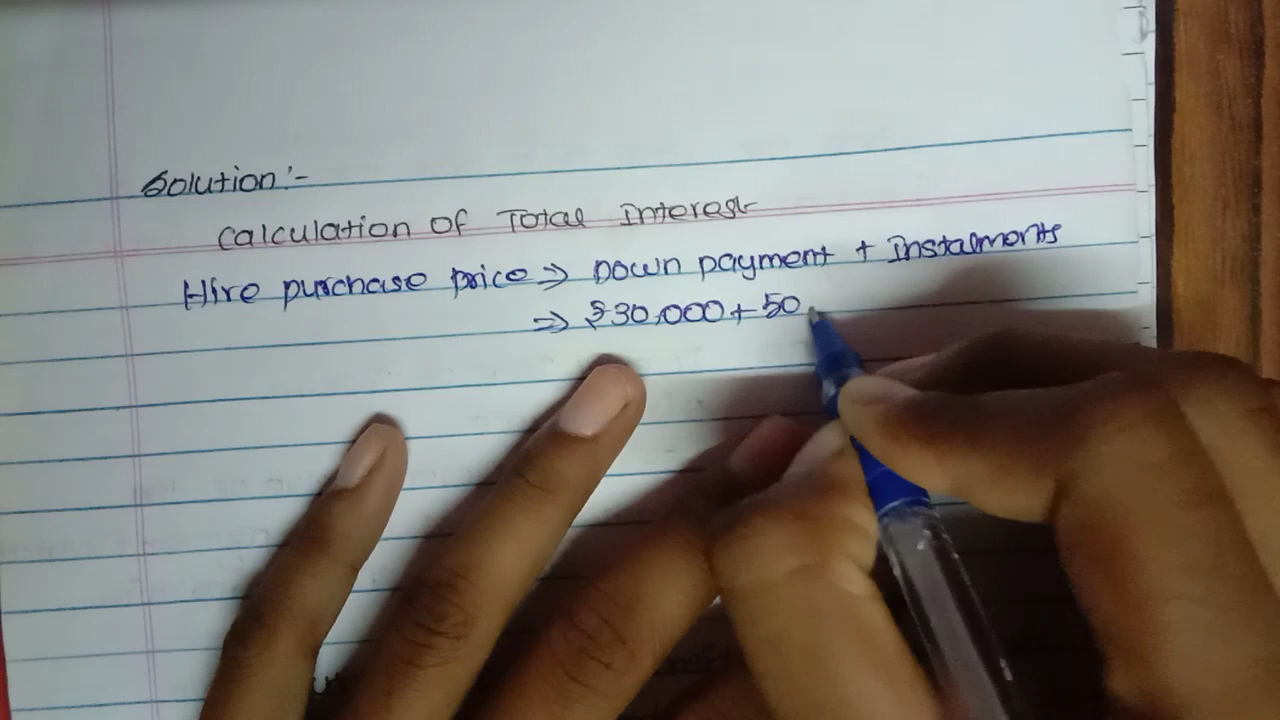 Solution :-
Calculation of Total Interest
Hire purchase price ⇒ Down payment + Instalments
⇒ ₹30,000 + 50